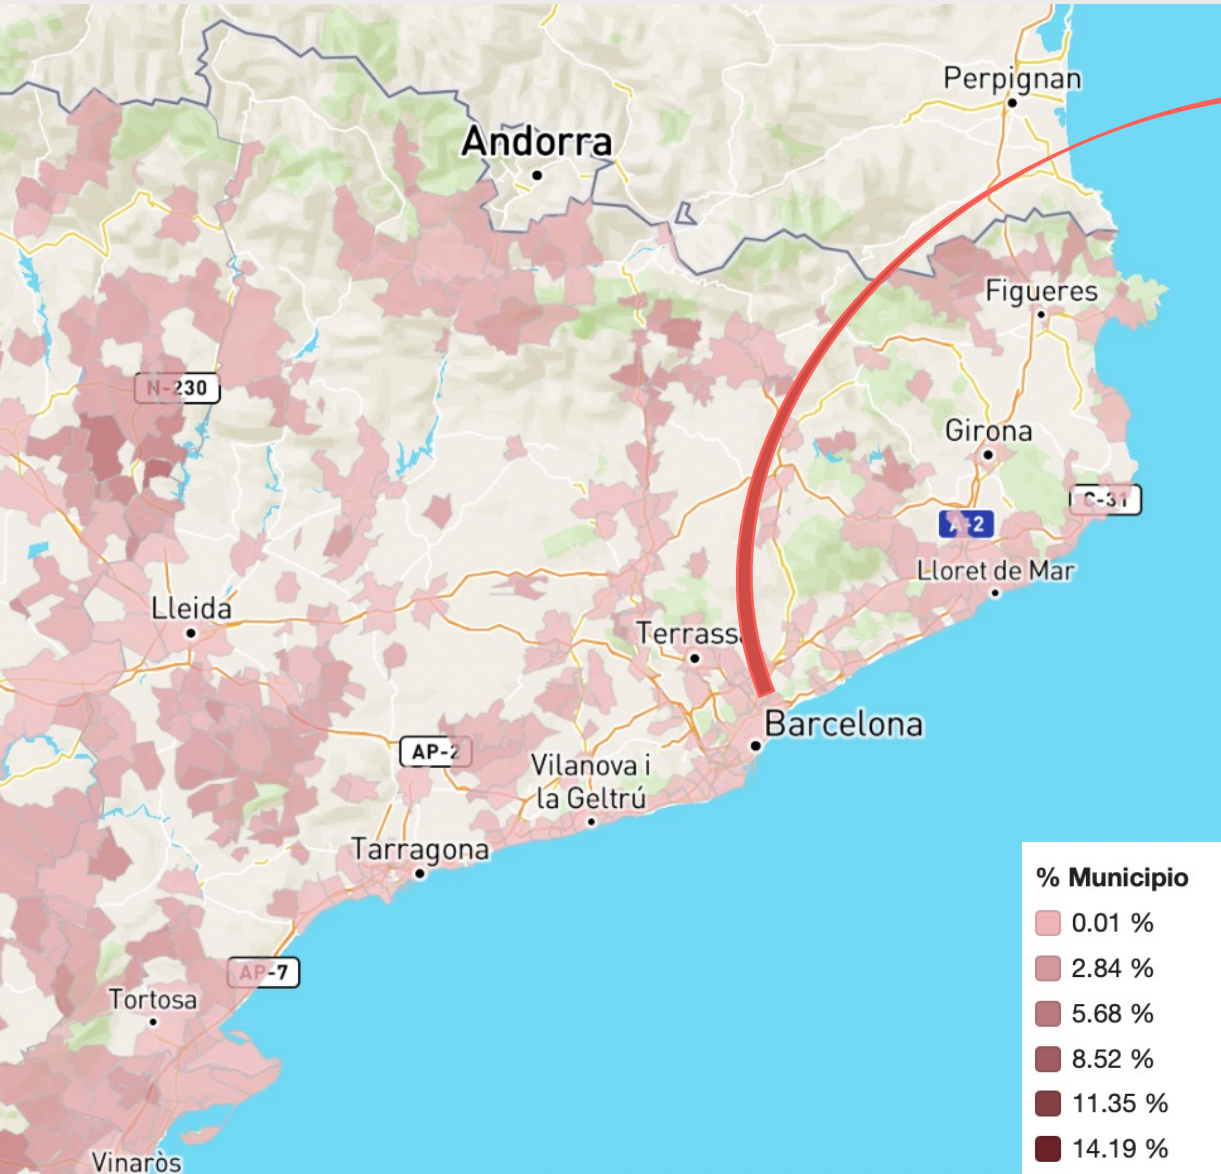 Perpignan
Andorra
Figueres
N-230
Girona
C-31
A-2
Lloret de Mar
Lleida
Terrassa
Barcelona
AP-2
Vilanova i
la Geltrú
Tarragona
AP-7
Tortosa
Vinaròs
% Municipio
0.01 %
2.84 %
5.68 %
8.52 %
11.35 %
14.19 %